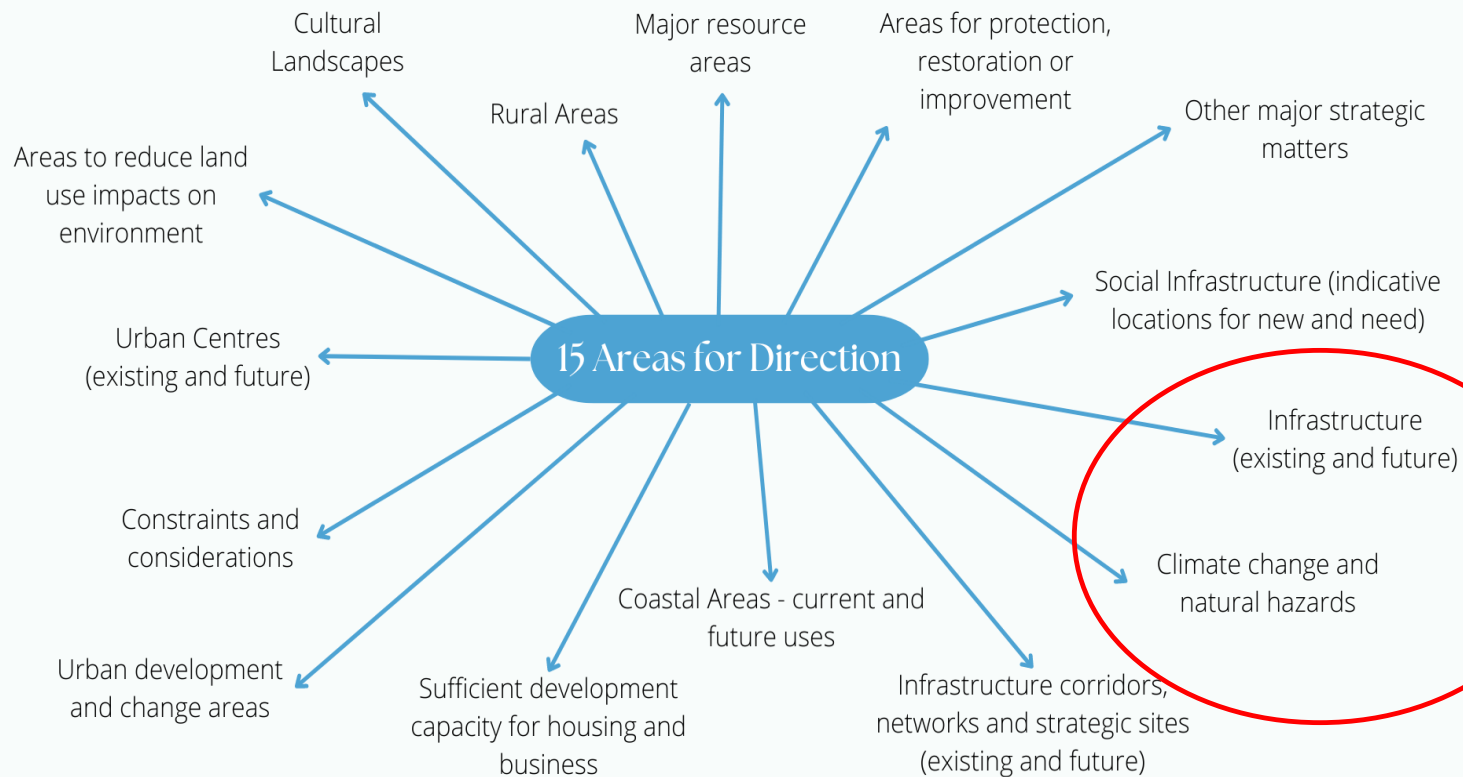 Cultural
Landscapes
Major resource
areas
Areas for protection,
restoration or
improvement
Rural Areas
Other major strategic
matters
Areas to reduce land
use impacts on
environment
Social Infrastructure (indicative
locations for new and need)
Urban Centres
(existing and future)
15 Areas for Direction
Infrastructure
(existing and future)
Constraints and
considerations
Climate change and
natural hazards
Coastal Areas - current and
future uses
Urban development
and change areas
Sufficient development
capacity for housing and
business
Infrastructure corridors,
networks and strategic sites
(existing and future)